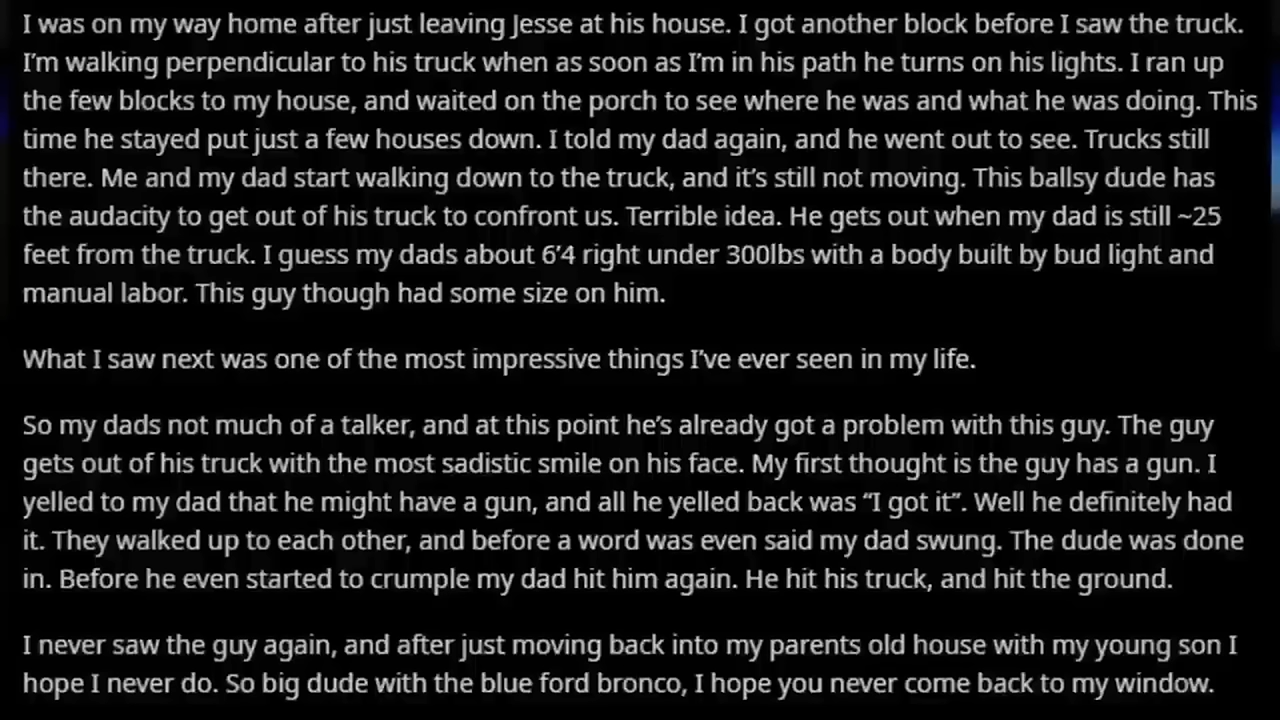 I was on my way home after just leaving Jesse at his house. I got another block before I saw the truck.
I'm walking perpendicular to his truck when as soon as I'm in his path he turns on his lights. I ran up
the few blocks to my house, and waited on the porch to see where he was and what he was doing. This
time he stayed put just a few houses down. I told my dad again, and he went out to see. Trucks still
there. Me and my dad start walking down to the truck, and it's still not moving. This ballsy dude has
the audacity to get out of his truck to confront us. Terrible idea. He gets out when my dad is still ~25
feet from the truck. I guess my dads about 6'4 right under 300lbs with a body built by bud light and
manual labor. This guy though had some size on him.
What I saw next was one of the most impressive things I've ever seen in my life.
So my dads not much of a talker, and at this point he's already got a problem with this guy. The guy
gets out of his truck with the most sadistic smile on his face. My first thought is the guy has a gun. I
yelled to my dad that he might have a gun, and all he yelled back was “I got it”. Well he definitely had
it. They walked up to each other, and before a word was even said my dad swung. The dude was done
in. Before he even started to crumple my dad hit him again. He hit his truck, and hit the ground.
I never saw the guy again, and after just moving back into my parents old house with my young son I
hope I never do. So big dude with the blue ford bronco, I hope you never come back to my window.